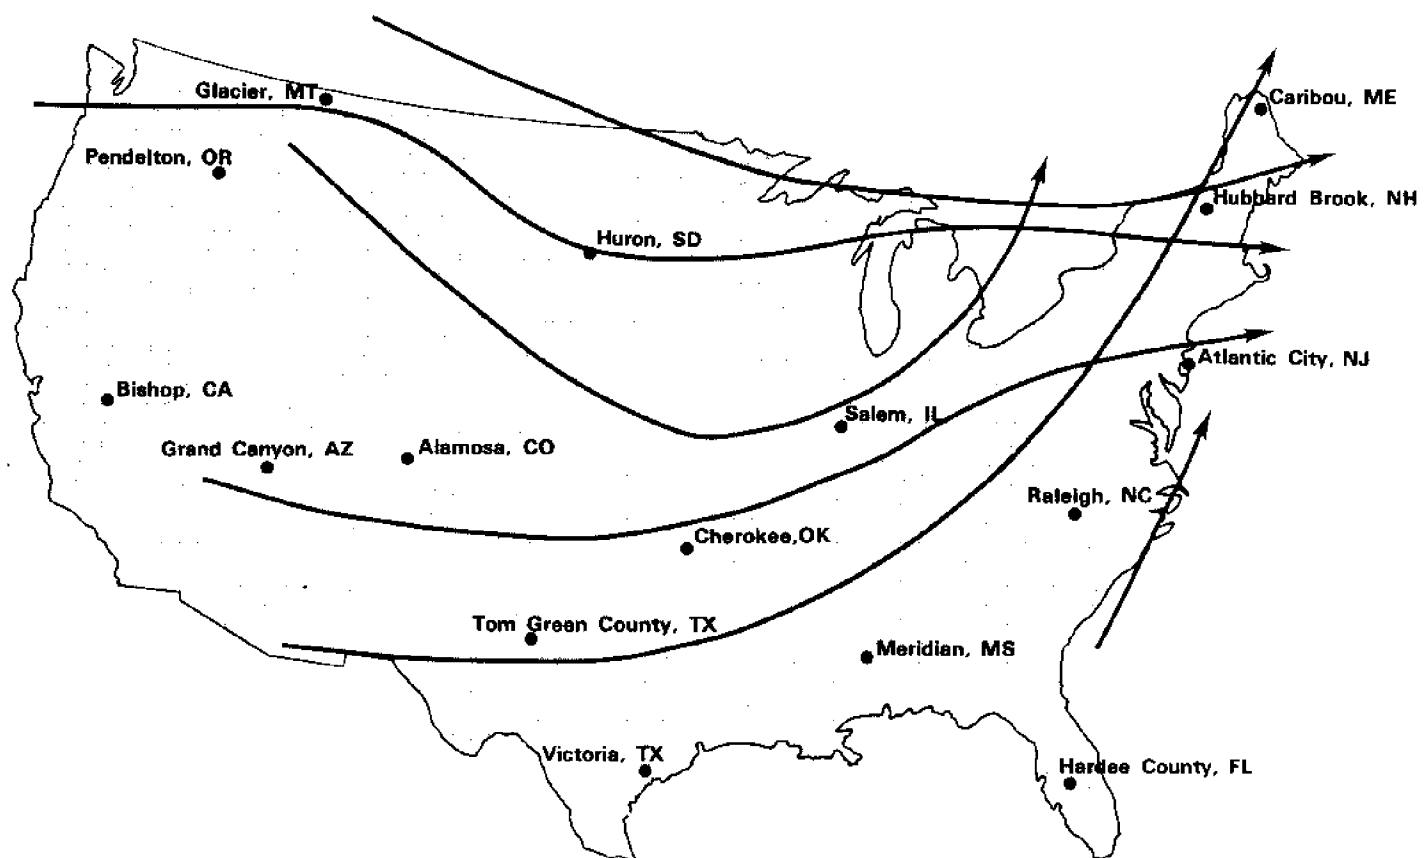 Glacier, MT
Caribou, ME
Pendelton, OR
Hubbard Brook, NH
Huron, SD
Atlantic City, NJ
Bishop, CA
Salem, IL
Grand Canyon, AZ
Alamosa, CO
Raleigh, NC
Cherokee,OK
Tom Green County, TX
Meridian, MS
Victoria, TX
Hardee County, FL